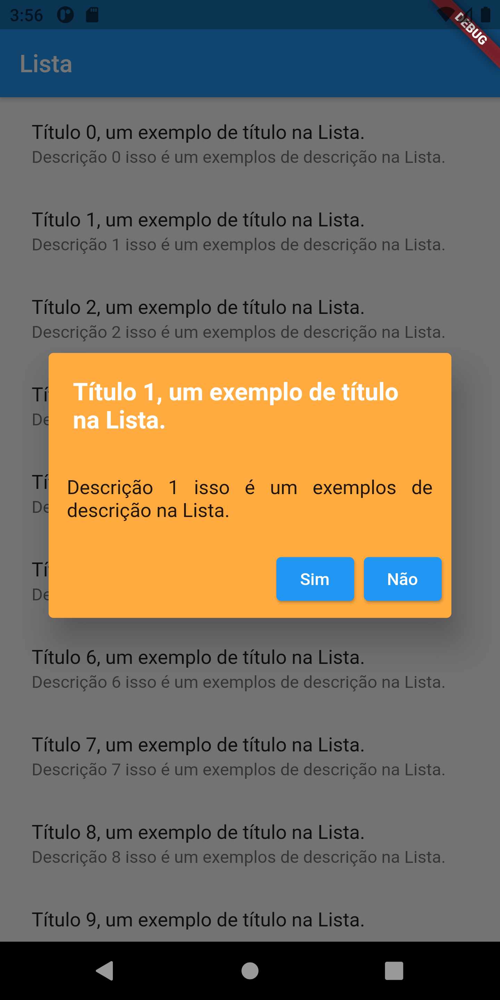 3:56
DEBUG
Lista
Título 0, um exemplo de título na Lista.
Descrição 0 isso é um exemplos de descrição na Lista.
Título 1, um exemplo de título na Lista.
Descrição 1 isso é um exemplos de descrição na Lista.
Título 2, um exemplo de título na Lista.
Descrição 2 isso é um exemplos de descrição na Lista.
Título 1, um exemplo de título
na Lista.
Descrição 1 isso é um exemplos de
descrição na Lista.
Sim Não
Título 6, um exemplo de título na Lista.
Descrição 6 isso é um exemplos de descrição na Lista.
Título 7, um exemplo de título na Lista.
Descrição 7 isso é um exemplos de descrição na Lista.
Título 8, um exemplo de título na Lista.
Descrição 8 isso é um exemplos de descrição na Lista.
Título 9, um exemplo de título na Lista.